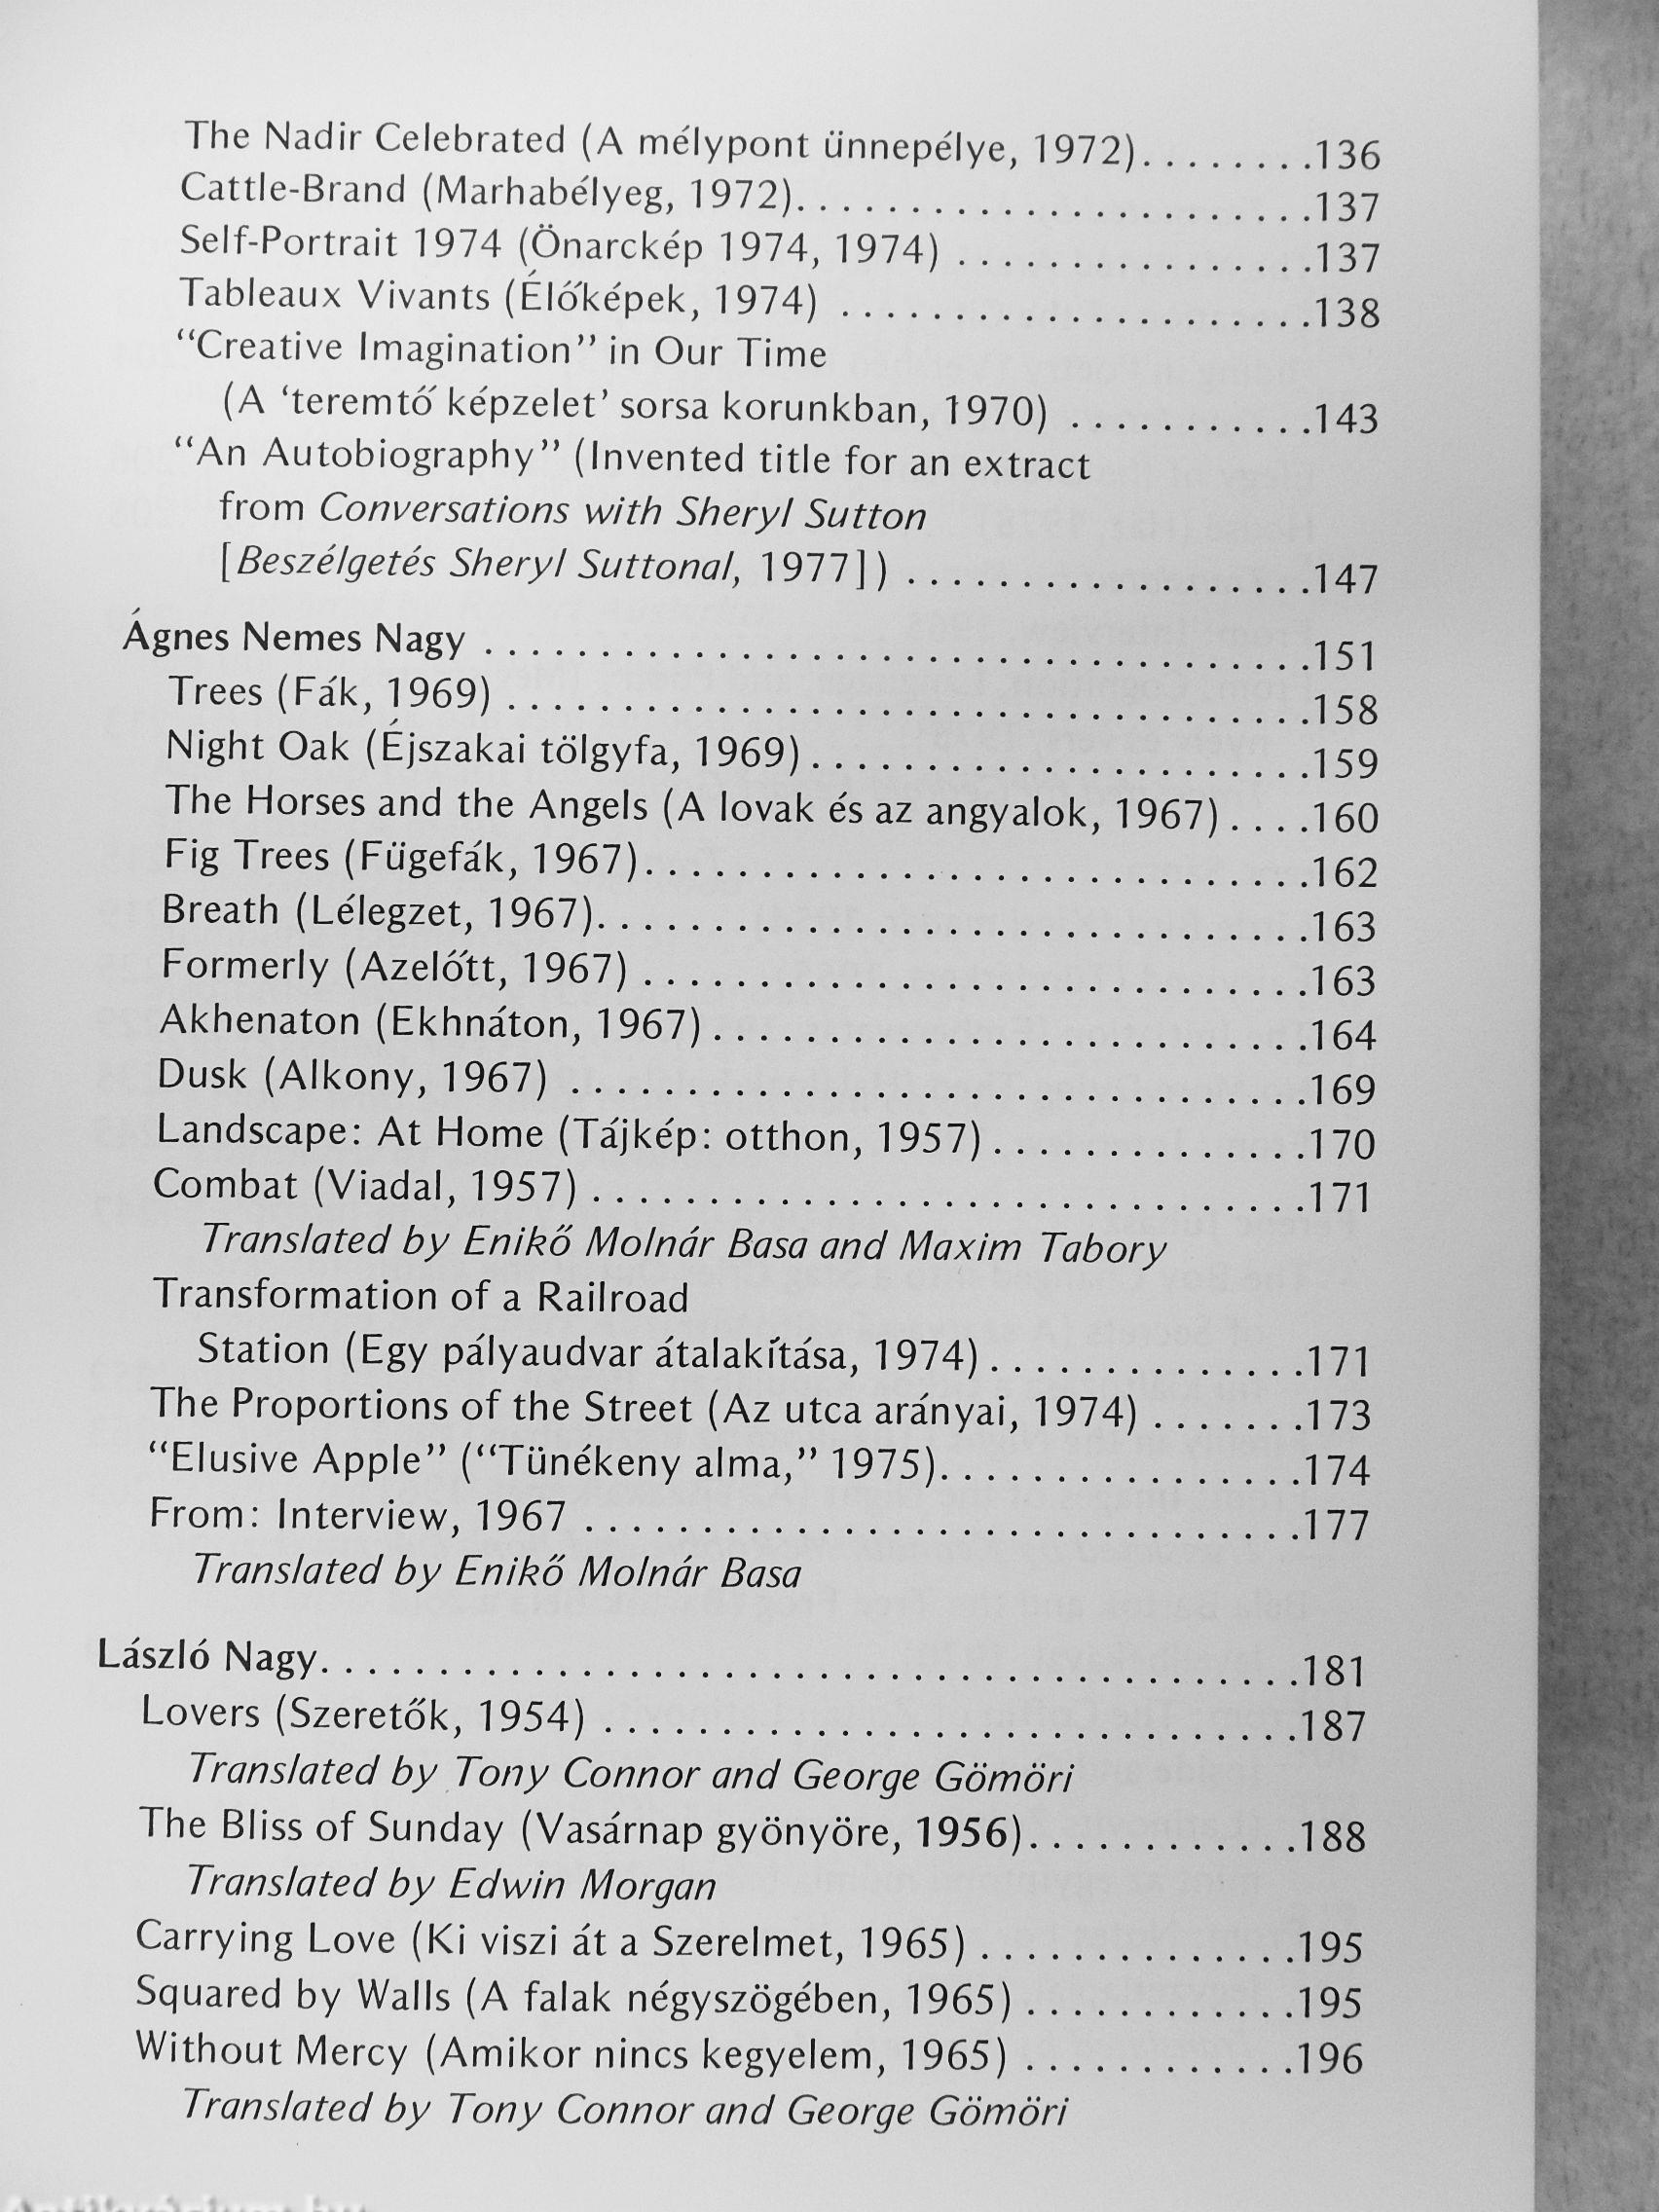 The Nadir Celebrated (A mélypont ünnepélye, 1972)........136
Cattle-Brand (Marhabélyeg, 1972).......................137
Self-Portrait 1974 (Önarckép 1974, 1974) ................137
Tableaux Vivants (Élőképek, 1974) .....................138
“Creative Imagination” in Our Time
(A ‘teremtő képzelet’ sorsa korunkban, 1970) ...........143
“An Autobiography” (Invented title for an extract
from Conversations with Sheryl Sutton
[Beszélgetés Sheryl Suttonal, 1977]) ..................147
Ágnes Nemes Nagy ....................................151
Trees (Fák, 1969) ...................................158
Night Oak (Éjszakai tölgyfa, 1969)......................159
The Horses and the Angels (A lovak és az angyalok, 1967)....160
Fig Trees (Fügefák, 1967).............................162
Breath (Lélegzet, 1967)...............................163
Formerly (Azelőtt, 1967) .............................163
Akhenaton (Ekhnáton, 1967)..........................164
Dusk (Alkony, 1967) ................................169
Landscape: At Home (Tájkép: otthon, 1957)..............170
Combat (Viadal, 1957)...............................171
Translated by Enikő Molnár Basa and Maxim Tabory
Transformation of a Railroad
Station (Egy pályaudvar átalakítása, 1974)..............171
The Proportions of the Street (Az utca arányai, 1974) .......173
“Elusive Apple” (“Tünékeny alma,” 1975)................174
From: Interview, 1967 ...............................177
Translated by Enikő Molnár Basa
László Nagy..........................................181
Lovers (Szeretők, 1954) ..............................187
Translated by Tony Connor and George Gömöri
The Bliss of Sunday (Vasárnap gyönyöre, 1956)............188
Translated by Edwin Morgan
Carrying Love (Ki viszi át a Szerelmet, 1965)..............195
Squared by Walls (A falak négyszögében, 1965)............195
Without Mercy (Amikor nincs kegyelem, 1965) ............196
Translated by Tony Connor and George Gömöri